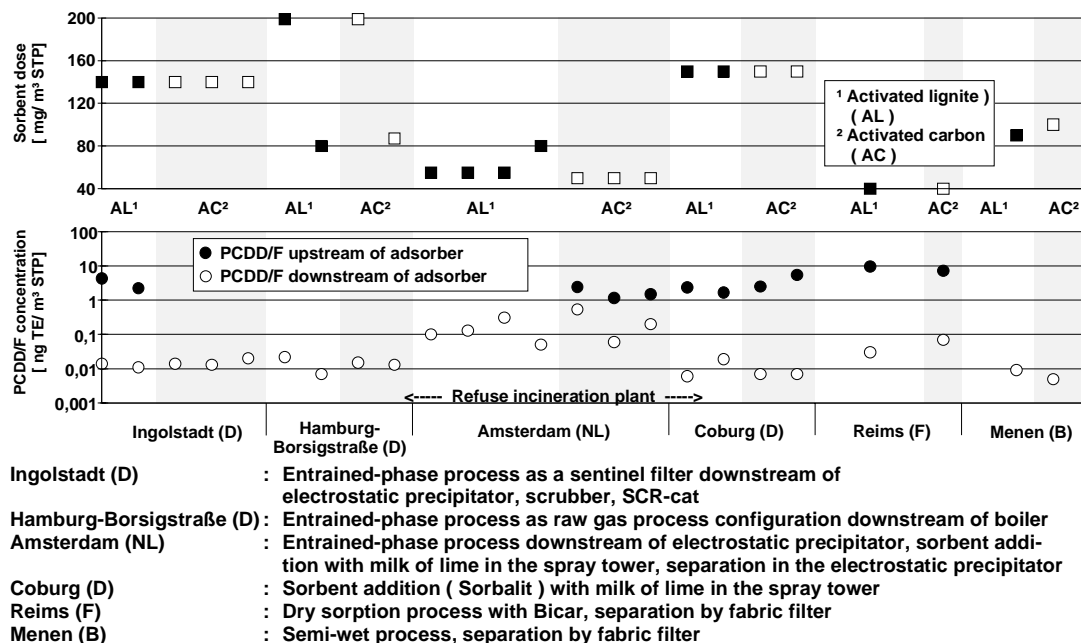 Sorbent dose
[ mg/ m³ STP]
200
160
120
80
40
¹ Activated lignite )
( AL )
² Activated carbon
( AC )
AL¹ AC² AL¹ AC² AL¹ AC² AL¹ AC² AL¹ AC² AL¹ AC²
PCDD/F concentration
[ ng TE/ m³ STP]
100
10
1
0,1
0,01
0,001
PCDD/F upstream of adsorber
PCDD/F downstream of adsorber
<----- Refuse incineration plant ----->
Ingolstadt (D)
Hamburg-
Borsigstraße (D)
Amsterdam (NL)
Coburg (D)
Reims (F)
Menen (B)
Ingolstadt (D) : Entrained-phase process as a sentinel filter downstream of
electrostatic precipitator, scrubber, SCR-cat
Hamburg-Borsigstraße (D) : Entrained-phase process as raw gas process configuration downstream of boiler
Amsterdam (NL) : Entrained-phase process downstream of electrostatic precipitator, sorbent addi-
tion with milk of lime in the spray tower, separation in the electrostatic precipitator
Coburg (D) : Sorbent addition ( Sorbalit ) with milk of lime in the spray tower
Reims (F) : Dry sorption process with Bicar, separation by fabric filter
Menen (B) : Semi-wet process, separation by fabric filter